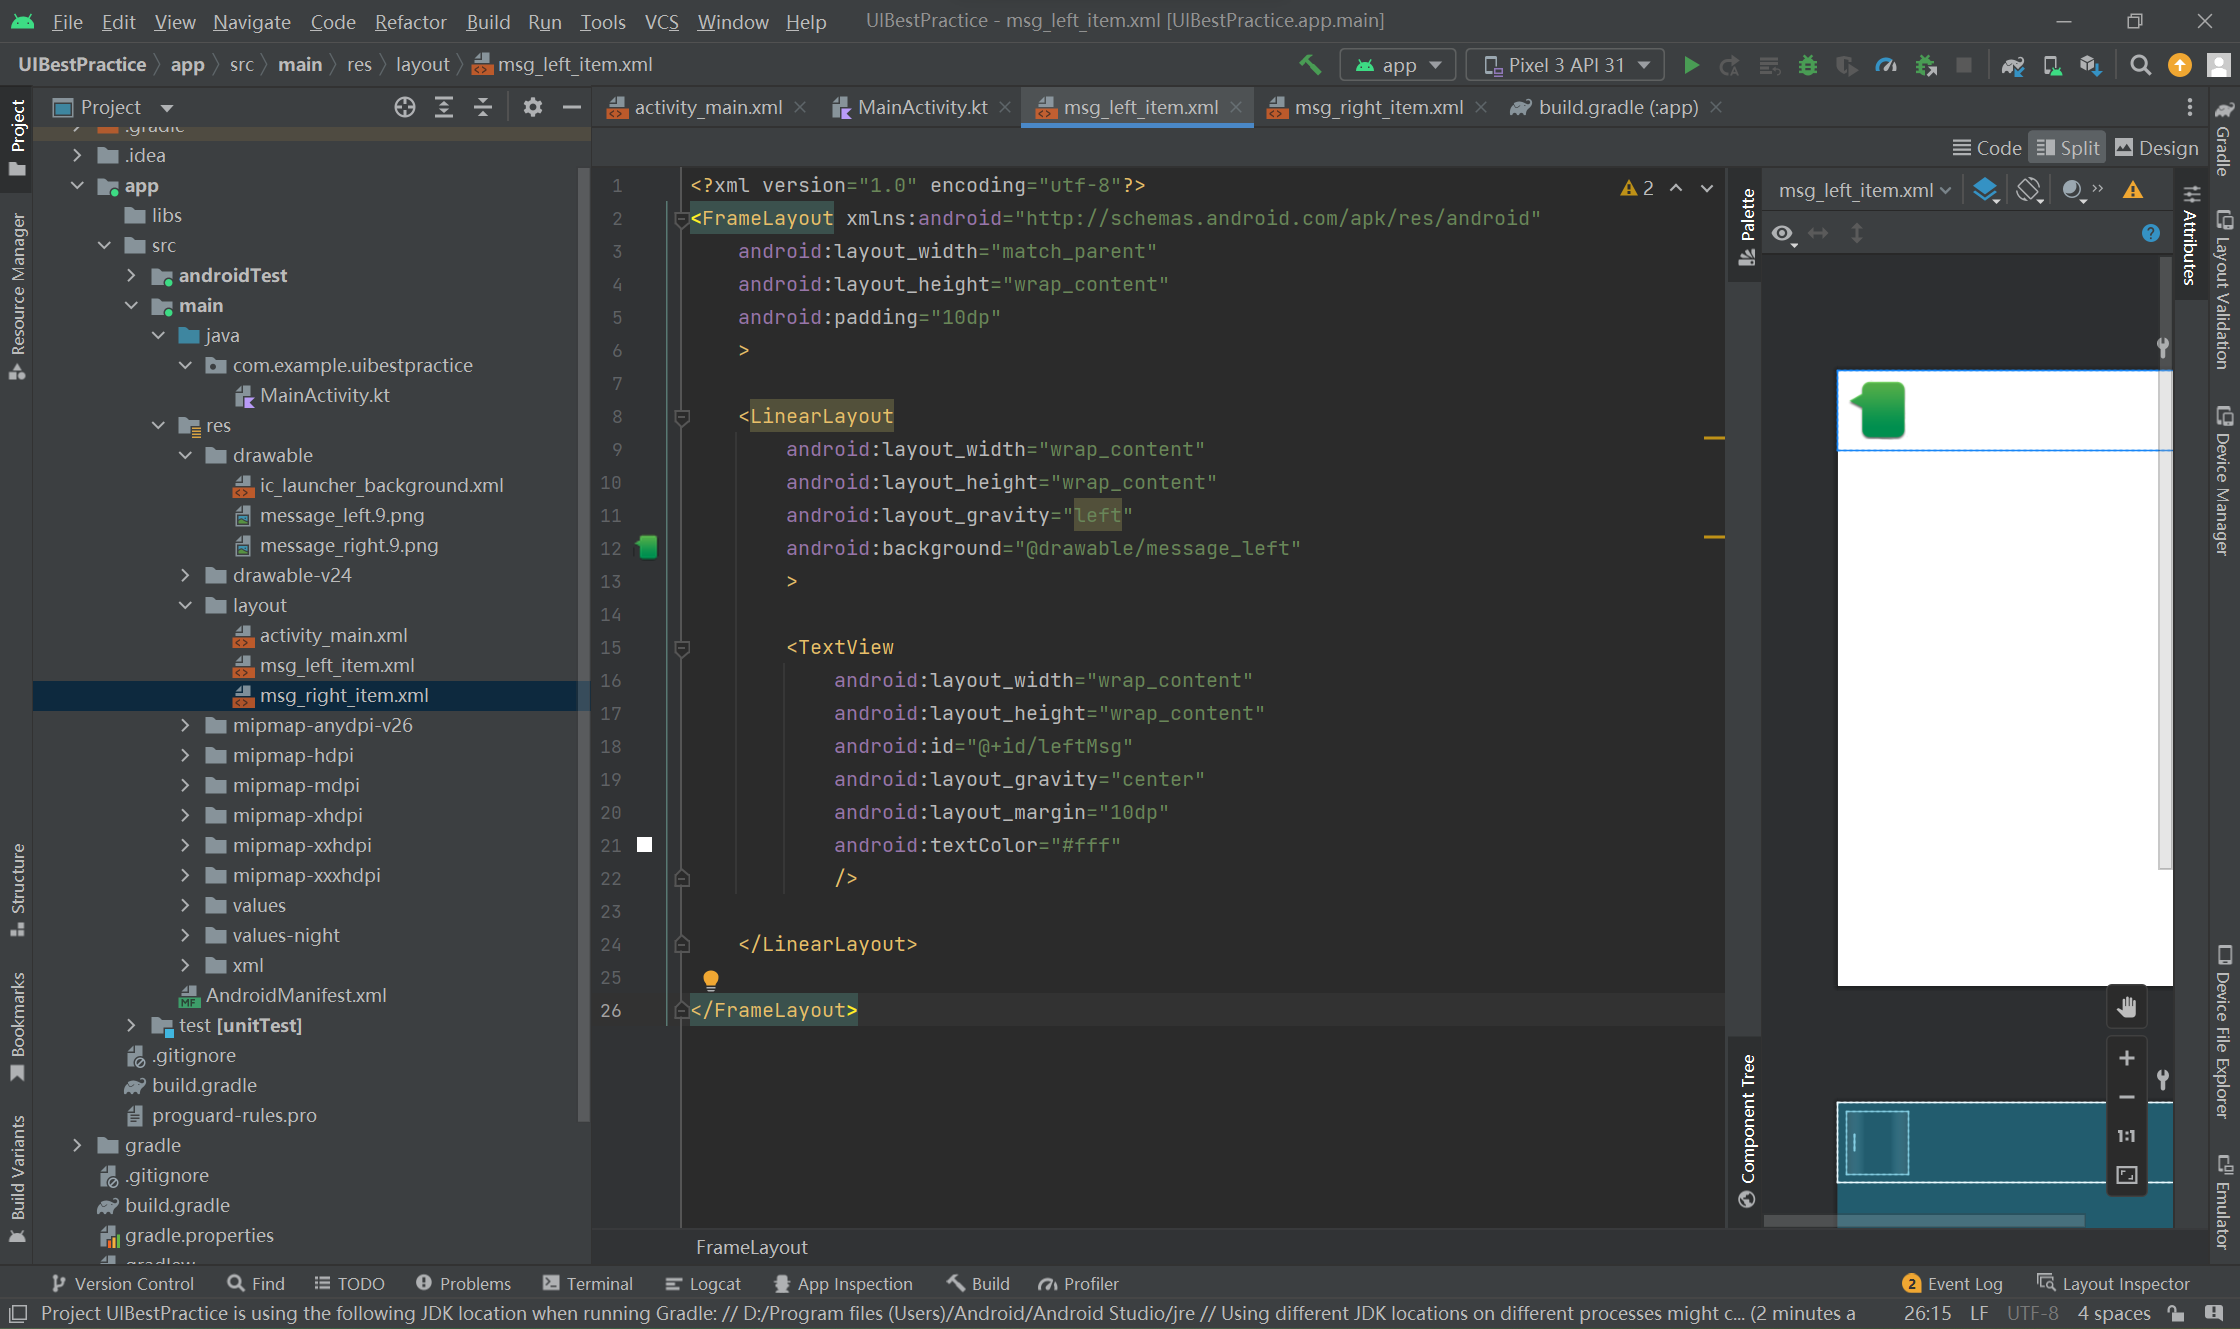 File Edit View Navigate Code Refactor Build Run Tools VCS Window Help UIBestPractice - msg_left_item.xml [UIBestPractice.app.main]
UIBestPractice app src main res layout msg_left_item.xml
app Pixel 3 API 31
Project
activity_main.xml MainActivity.kt msg_left_item.xml msg_right_item.xml build.gradle (:app)
Code Split Design
Project
Resource Manager
Structure
Bookmarks
Build Variants
.gradle
.idea
app
libs
src
androidTest
main
java
com.example.uibestpractice
MainActivity.kt
res
drawable
ic_launcher_background.xml
message_left.9.png
message_right.9.png
drawable-v24
layout
activity_main.xml
msg_left_item.xml
msg_right_item.xml
mipmap-anydpi-v26
mipmap-hdpi
mipmap-mdpi
mipmap-xhdpi
mipmap-xxhdpi
mipmap-xxxhdpi
values
values-night
xml
AndroidManifest.xml
test [unitTest]
.gitignore
build.gradle
proguard-rules.pro
gradle
.gitignore
build.gradle
gradle.properties
gradlew
1 <?xml version="1.0" encoding="utf-8"?>
2 <FrameLayout xmlns:android="http://schemas.android.com/apk/res/android"
3 android:layout_width="match_parent"
4 android:layout_height="wrap_content"
5 android:padding="10dp"
6 >
7
8 <LinearLayout
9 android:layout_width="wrap_content"
10 android:layout_height="wrap_content"
11 android:layout_gravity="left"
12 android:background="@drawable/message_left"
13 >
14
15 <TextView
16 android:layout_width="wrap_content"
17 android:layout_height="wrap_content"
18 android:id="@+id/leftMsg"
19 android:layout_gravity="center"
20 android:layout_margin="10dp"
21 android:textColor="#fff"
22 />
23
24 </LinearLayout>
25
26 </FrameLayout>
2
FrameLayout
Palette
Component Tree
msg_left_item.xml
?
1:1
Attributes
Gradle
Layout Validation
Device Manager
Device File Explorer
Emulator
Version Control Find TODO Problems Terminal Logcat App Inspection Build Profiler 2 Event Log Layout Inspector
Project UIBestPractice is using the following JDK location when running Gradle: // D:/Program files (Users)/Android/Android Studio/jre // Using different JDK locations on different processes might c... (2 minutes a 26:15 LF UTF-8 4 spaces